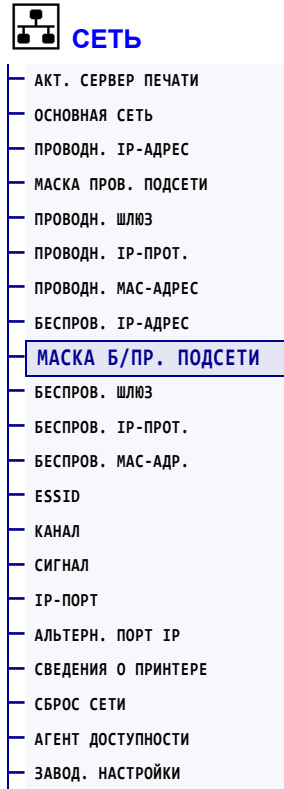 СЕТЬ
АКТ. СЕРВЕР ПЕЧАТИ
ОСНОВНАЯ СЕТЬ
ПРОВОДН. IP-АДРЕС
МАСКА ПРОВ. ПОДСЕТИ
ПРОВОДН. ШЛЮЗ
ПРОВОДН. IP-ПРОТ.
ПРОВОДН. MAC-АДРЕС
БЕСПРОВ. IP-АДРЕС
МАСКА Б/ПР. ПОДСЕТИ
БЕСПРОВ. ШЛЮЗ
БЕСПРОВ. IP-ПРОТ.
БЕСПРОВ. MAC-АДР.
ESSID
КАНАЛ
СИГНАЛ
IP-ПОРТ
АЛЬТЕРН. ПОРТ IP
СВЕДЕНИЯ О ПРИНТЕРЕ
СБРОС СЕТИ
АГЕНТ ДОСТУПНОСТИ
ЗАВОД. НАСТРОЙКИ